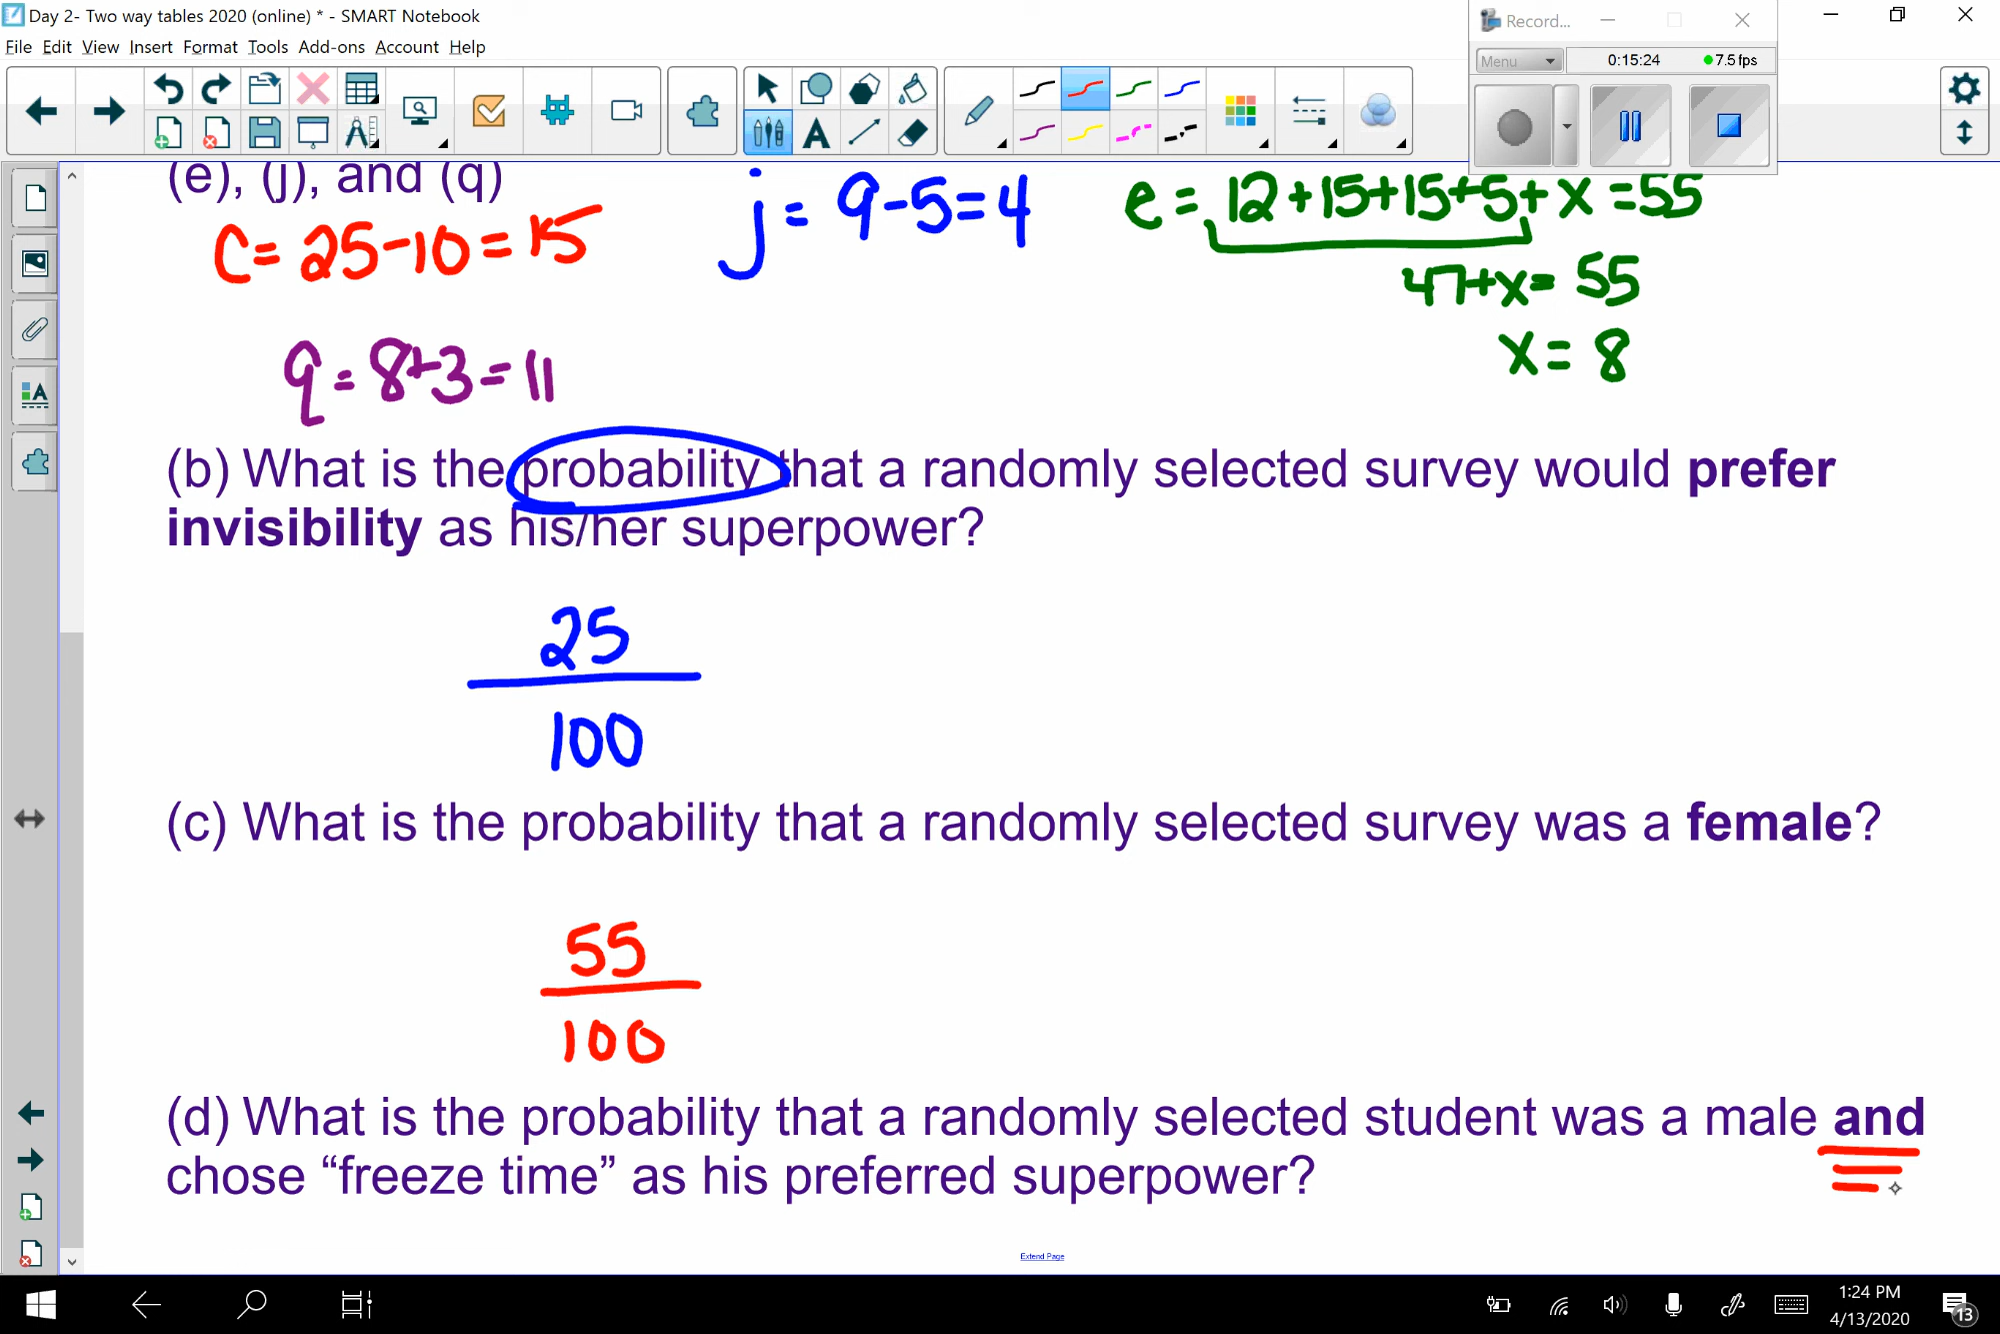 Day 2- Two way tables 2020 (online) * - SMART Notebook
File Edit View Insert Format Tools Add-ons Account Help
Record...
Menu
0:15:24
7.5 fps
(e), (j), and (q)
C = 25-10 = 15
j = 9-5=4
e = 12+15+15+5+ x =55
47+x= 55
x= 8
q = 8+3=11
(b) What is the probability that a randomly selected survey would prefer
invisibility as his/her superpower?
25
100
(c) What is the probability that a randomly selected survey was a female?
55
100
(d) What is the probability that a randomly selected student was a male and
chose “freeze time” as his preferred superpower?
Extend Page
1:24 PM
4/13/2020
13